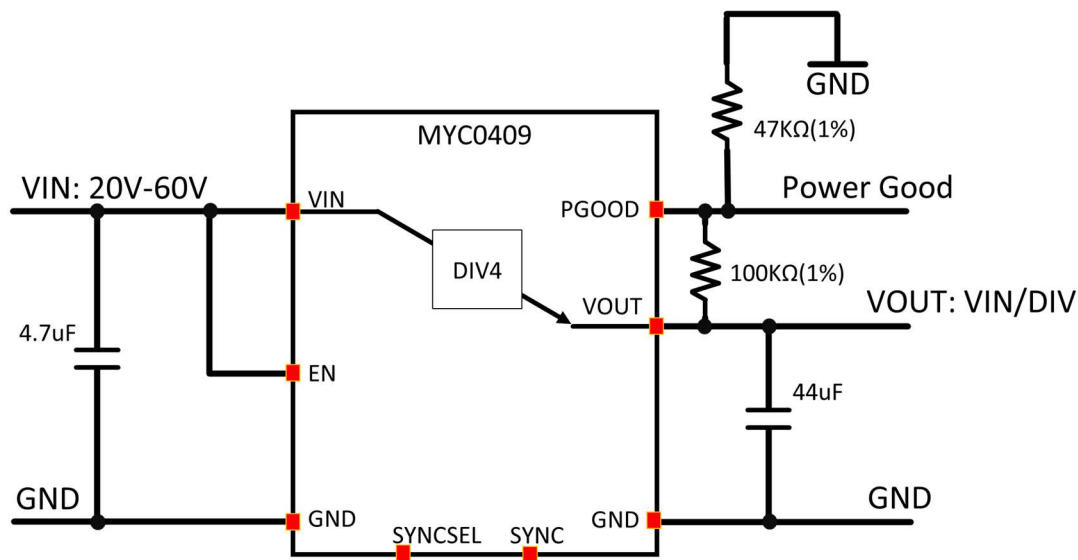 GND
47KΩ(1%)
MYC0409
VIN: 20V-60V
VIN
PGOOD
Power Good
DIV4
100KΩ(1%)
VOUT
VOUT: VIN/DIV
4.7uF
EN
44uF
GND
GND
GND
GND
SYNCSEL
SYNC